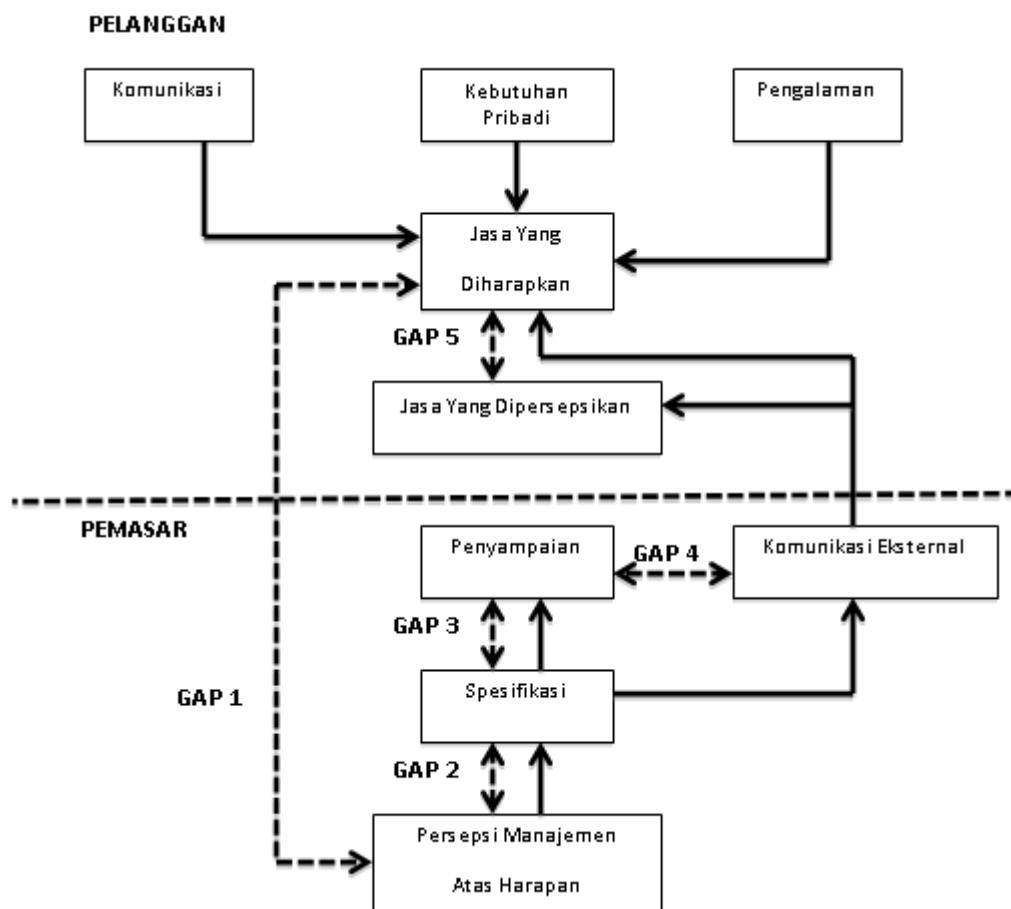 PELANGGAN
Komunikasi
Kebutuhan
Pribadi
Pengalaman
Jasa Yang
Diharapkan
GAP 5
Jasa Yang Dipersepsikan
PEMASAR
Penyampaian
GAP 4
Komunikasi Eksternal
GAP 3
GAP 1
Spesifikasi
GAP 2
Persepsi Manajemen
Atas Harapan